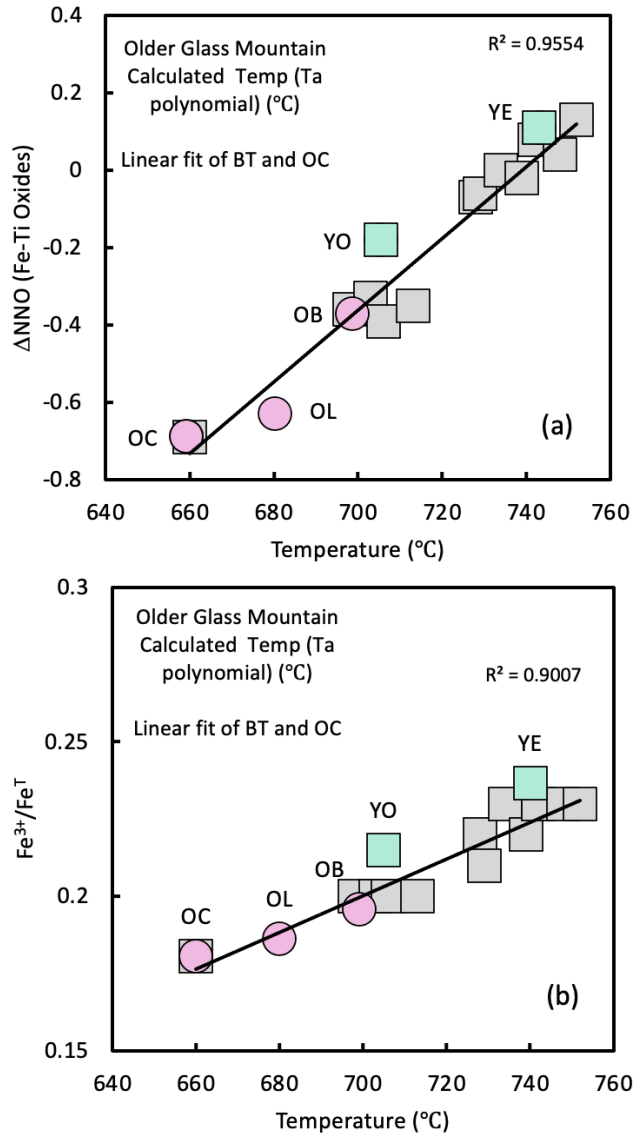 0.4
0.2
0
-0.2
-0.4
-0.6
-0.8
ΔNNO (Fe-Ti Oxides)
Older Glass Mountain
Calculated Temp (Ta
polynomial) (℃)
Linear fit of BT and OC
R² = 0.9554
YE
YO
OB
OL
OC
(a)
640 660 680 700 720 740 760
Temperature (℃)
0.3
0.25
0.2
0.15
Fe³⁺/Feᵀ
Older Glass Mountain
Calculated Temp (Ta
polynomial) (℃)
Linear fit of BT and OC
R² = 0.9007
YE
YO
OB
OL
OC
(b)
640 660 680 700 720 740 760
Temperature (℃)